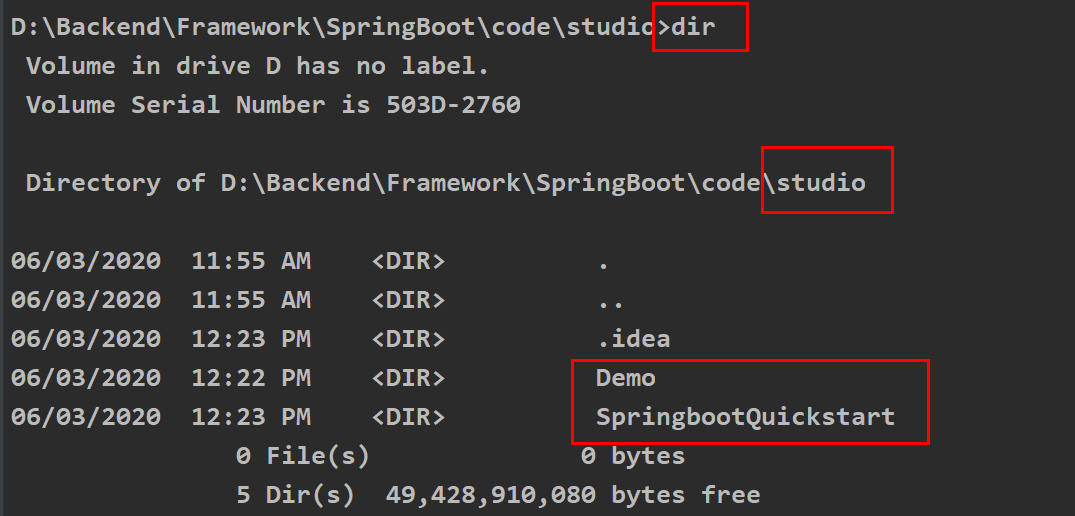 D:\Backend\Framework\SpringBoot\code\studio>dir
Volume in drive D has no label.
Volume Serial Number is 503D-2760
Directory of D:\Backend\Framework\SpringBoot\code\studio
06/03/2020  11:55 AM    <DIR>          .
06/03/2020  11:55 AM    <DIR>          ..
06/03/2020  12:23 PM    <DIR>          .idea
06/03/2020  12:22 PM    <DIR>          Demo
06/03/2020  12:23 PM    <DIR>          SpringbootQuickstart
0 File(s)              0 bytes
5 Dir(s)  49,428,910,080 bytes free